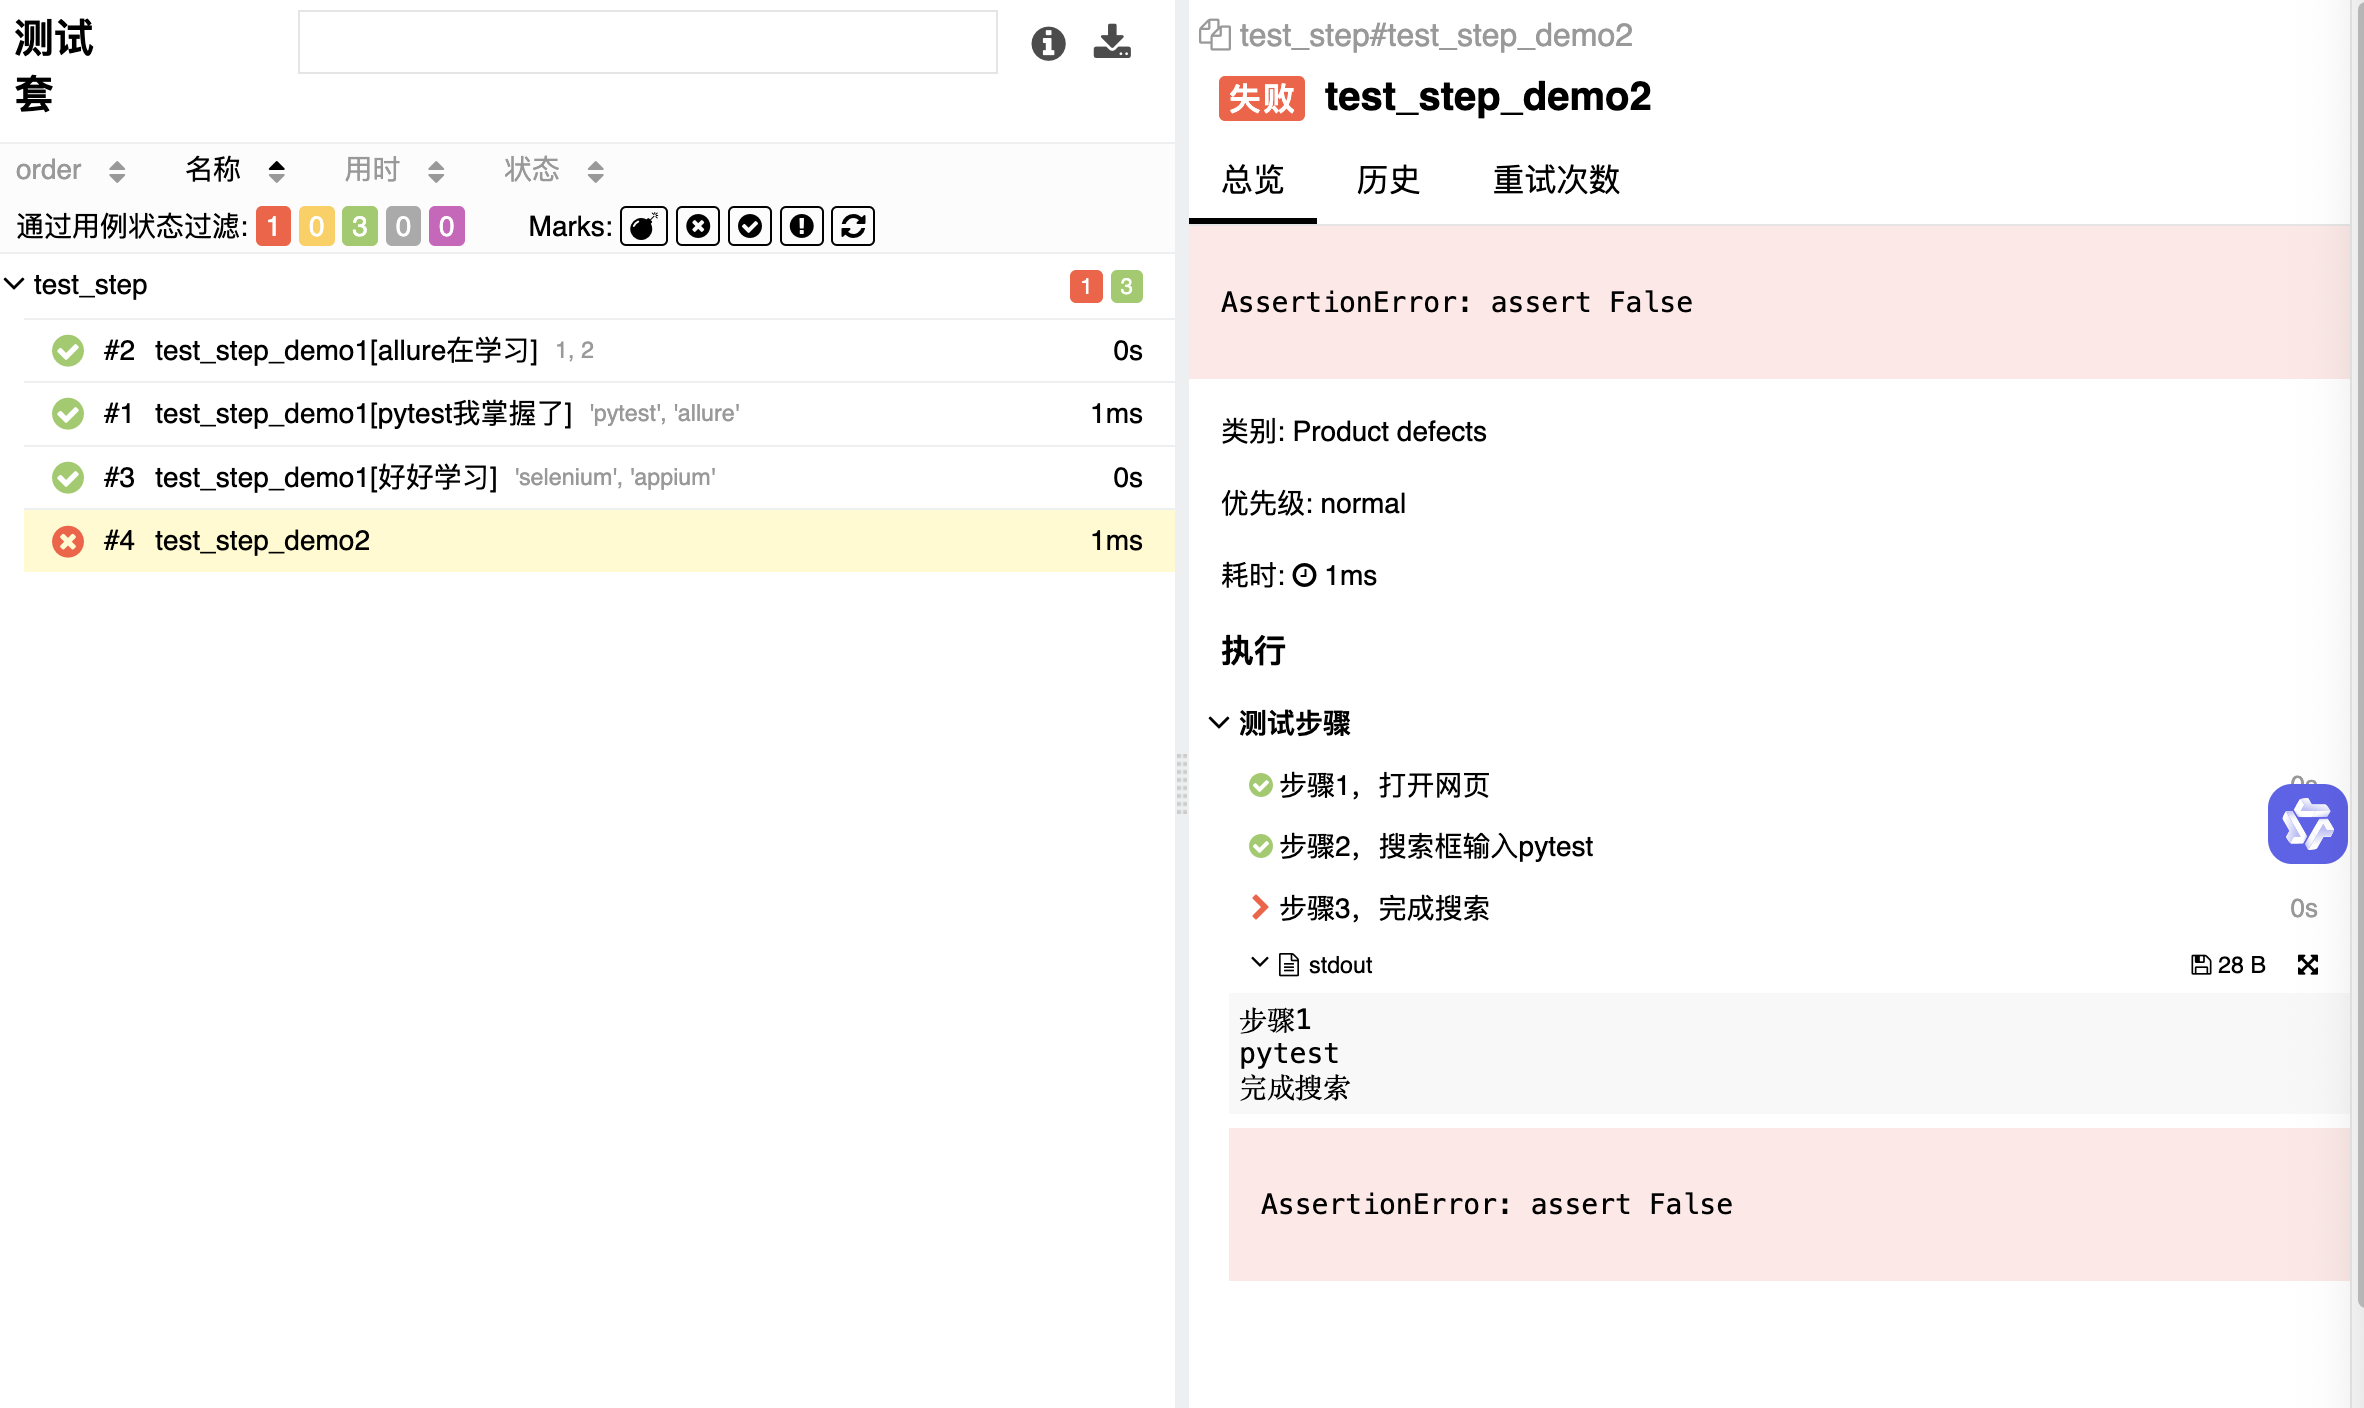 测试
套
order 名称 用时 状态
通过用例状态过滤: 1 0 3 0 0 Marks:
test_step 1 3
#2 test_step_demo1[allure在学习] 1, 2 0s
#1 test_step_demo1[pytest我掌握了] 'pytest', 'allure' 1ms
#3 test_step_demo1[好好学习] 'selenium', 'appium' 0s
#4 test_step_demo2 1ms
test_step#test_step_demo2
失败 test_step_demo2
总览 历史 重试次数
AssertionError: assert False
类别: Product defects
优先级: normal
耗时: 1ms
执行
测试步骤
步骤1，打开网页
步骤2，搜索框输入pytest
步骤3，完成搜索 0s
stdout 28 B
步骤1
pytest
完成搜索
AssertionError: assert False